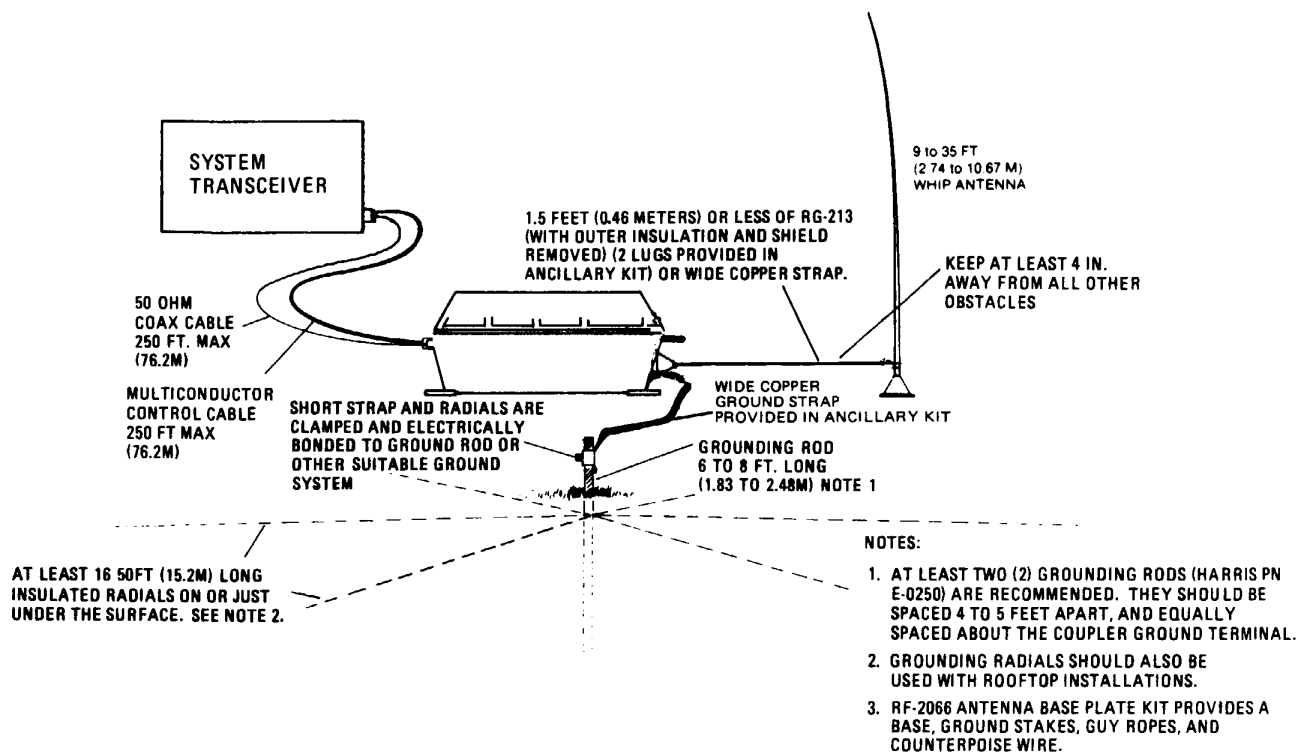 SYSTEM
TRANSCEIVER
9 to 35 FT
(2 74 to 10.67 M)
WHIP ANTENNA
1.5 FEET (0.46 METERS) OR LESS OF RG-213
(WITH OUTER INSULATION AND SHIELD
REMOVED) (2 LUGS PROVIDED IN
ANCILLARY KIT) OR WIDE COPPER STRAP.
KEEP AT LEAST 4 IN.
AWAY FROM ALL OTHER
OBSTACLES
50 OHM
COAX CABLE
250 FT. MAX
(76.2M)
MULTICONDUCTOR
CONTROL CABLE
250 FT MAX
(76.2M)
SHORT STRAP AND RADIALS ARE
CLAMPED AND ELECTRICALLY
BONDED TO GROUND ROD OR
OTHER SUITABLE GROUND
SYSTEM
WIDE COPPER
GROUND STRAP
PROVIDED IN ANCILLARY KIT
GROUNDING ROD
6 TO 8 FT. LONG
(1.83 TO 2.48M) NOTE 1
AT LEAST 16 50FT (15.2M) LONG
INSULATED RADIALS ON OR JUST
UNDER THE SURFACE. SEE NOTE 2.
NOTES:
1. AT LEAST TWO (2) GROUNDING RODS (HARRIS PN
E-0250) ARE RECOMMENDED. THEY SHOULD BE
SPACED 4 TO 5 FEET APART, AND EQUALLY
SPACED ABOUT THE COUPLER GROUND TERMINAL.
2. GROUNDING RADIALS SHOULD ALSO BE
USED WITH ROOFTOP INSTALLATIONS.
3. RF-2066 ANTENNA BASE PLATE KIT PROVIDES A
BASE, GROUND STAKES, GUY ROPES, AND
COUNTERPOISE WIRE.